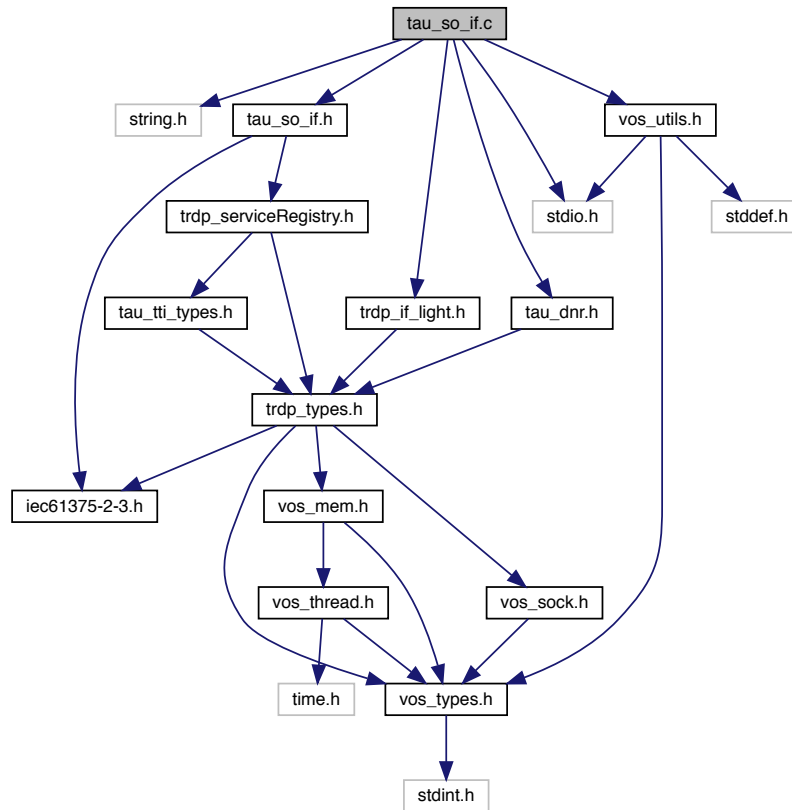 tau_so_if.c
string.h
tau_so_if.h
vos_utils.h
trdp_serviceRegistry.h
stdio.h
stddef.h
tau_tti_types.h
trdp_if_light.h
tau_dnr.h
trdp_types.h
iec61375-2-3.h
vos_mem.h
vos_thread.h
vos_sock.h
time.h
vos_types.h
stdint.h